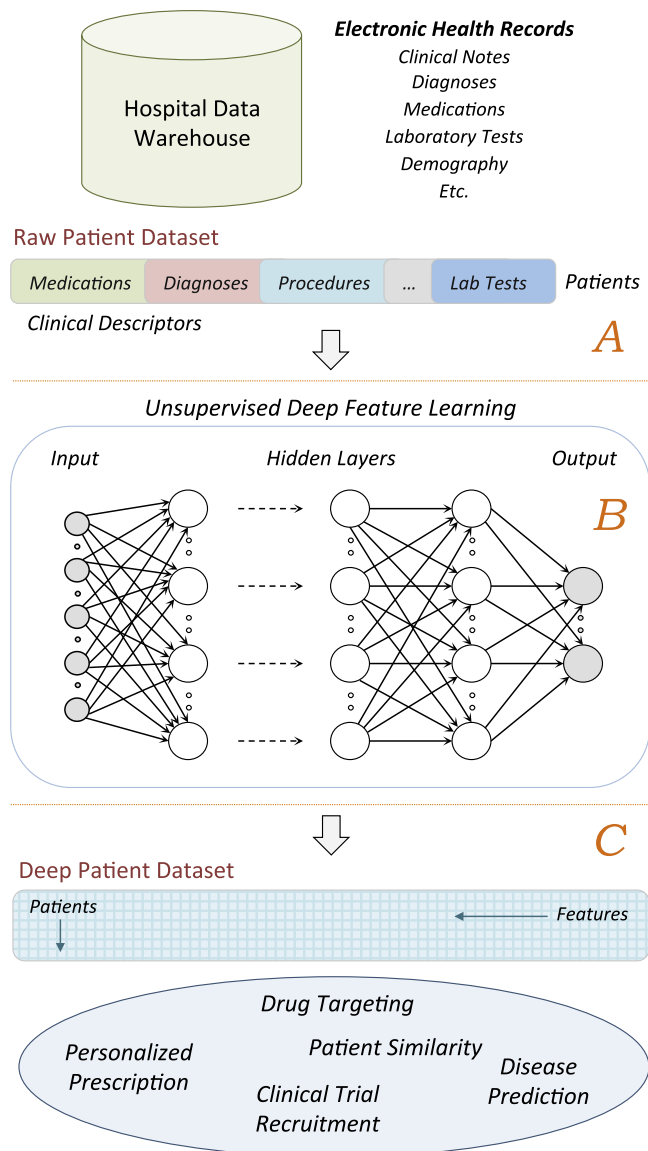 Hospital Data
Warehouse
Electronic Health Records
Clinical Notes
Diagnoses
Medications
Laboratory Tests
Demography
Etc.
Raw Patient Dataset
Medications Diagnoses Procedures ... Lab Tests Patients
Clinical Descriptors
A
Unsupervised Deep Feature Learning
Input Hidden Layers Output
B
C
Deep Patient Dataset
Patients
Features
Drug Targeting
Personalized
Prescription
Patient Similarity
Clinical Trial
Recruitment
Disease
Prediction